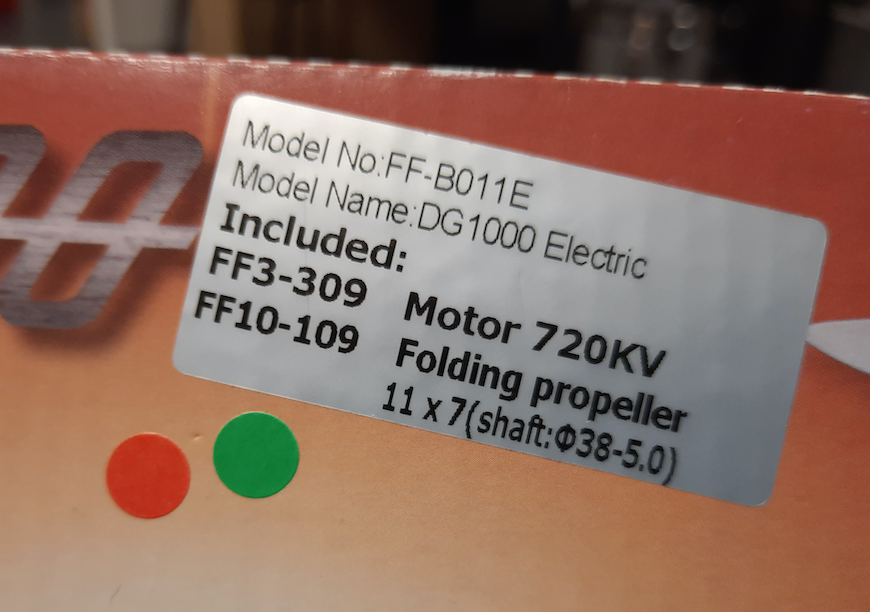 Model No:FF-B011E
Model Name:DG1000 Electric
Included:
FF3-309 Motor 720KV
FF10-109 Folding propeller
11 x 7(shaft:Φ38-5.0)